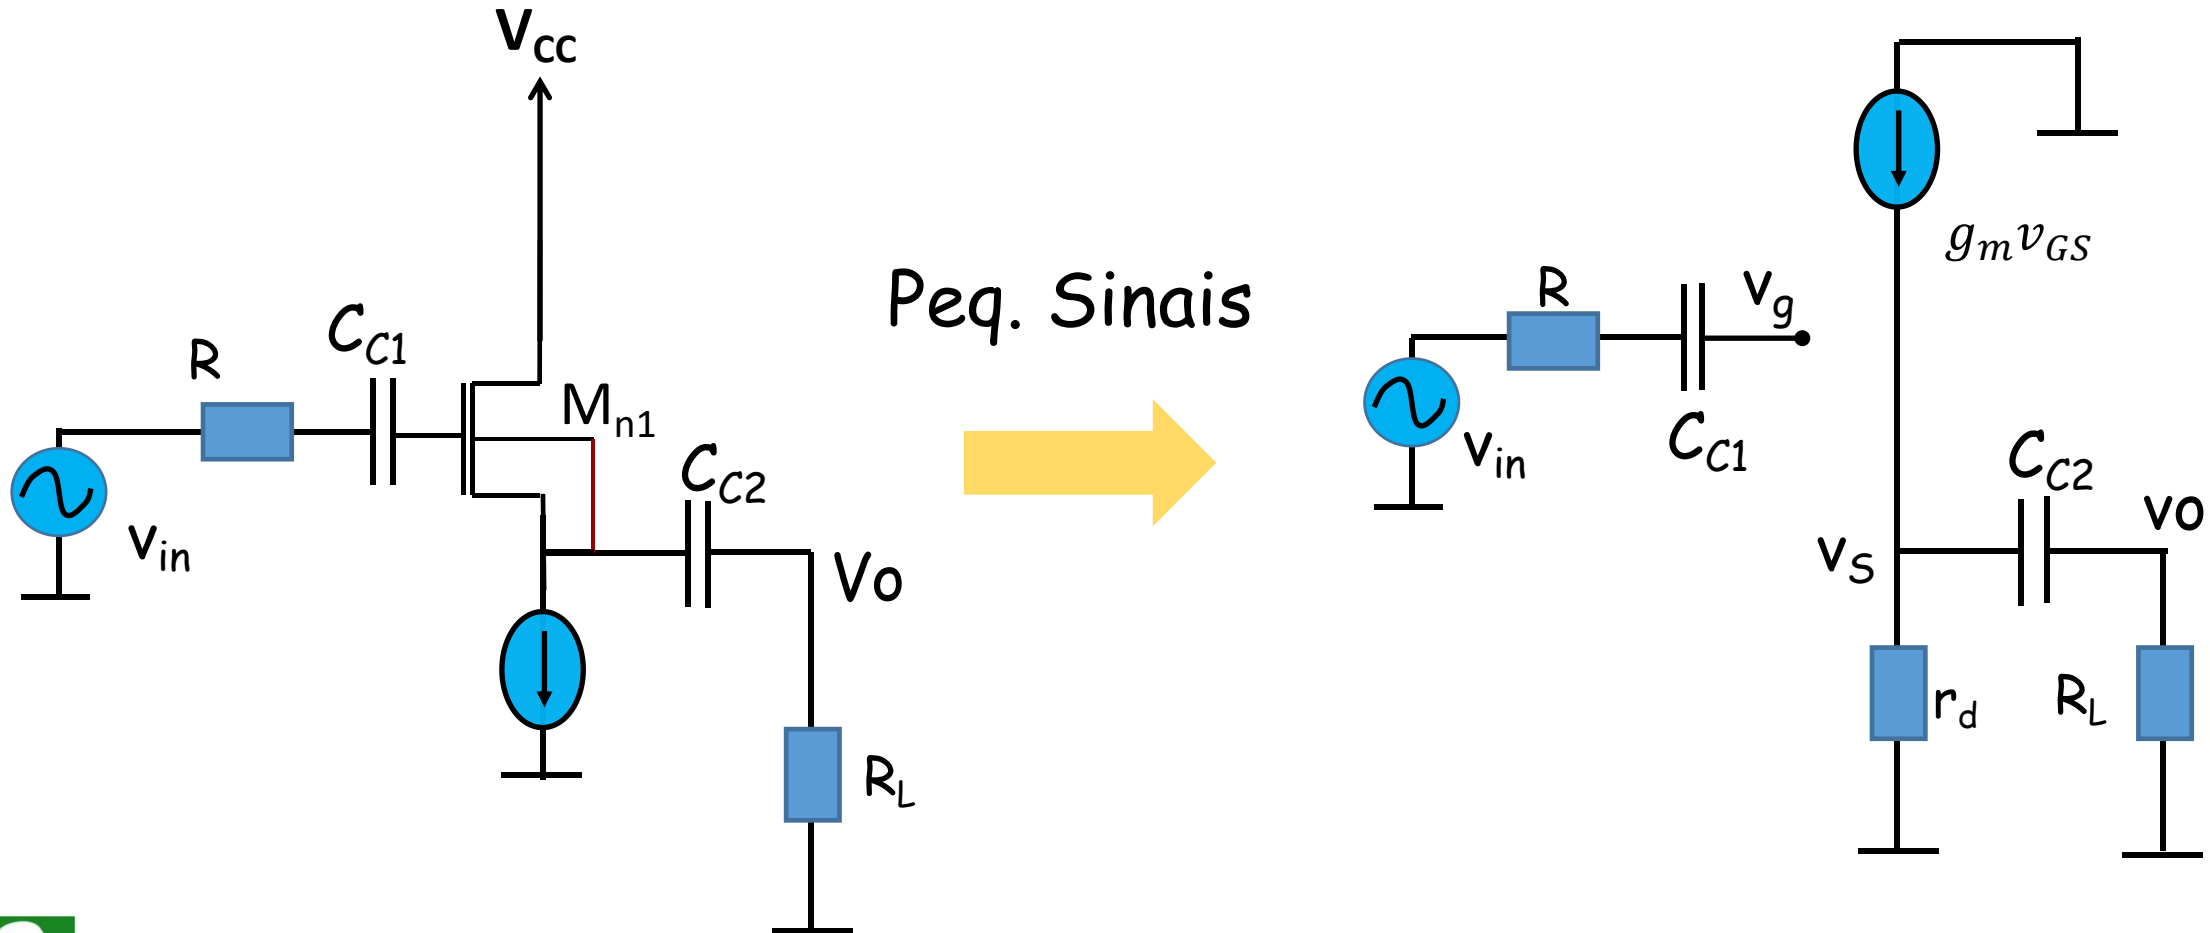 Vcc
R
CC1
Mn1
vin
CC2
Vo
RL
Peq. Sinais
gmvGS
R
vg
vin
CC1
CC2
vo
vS
rd
RL